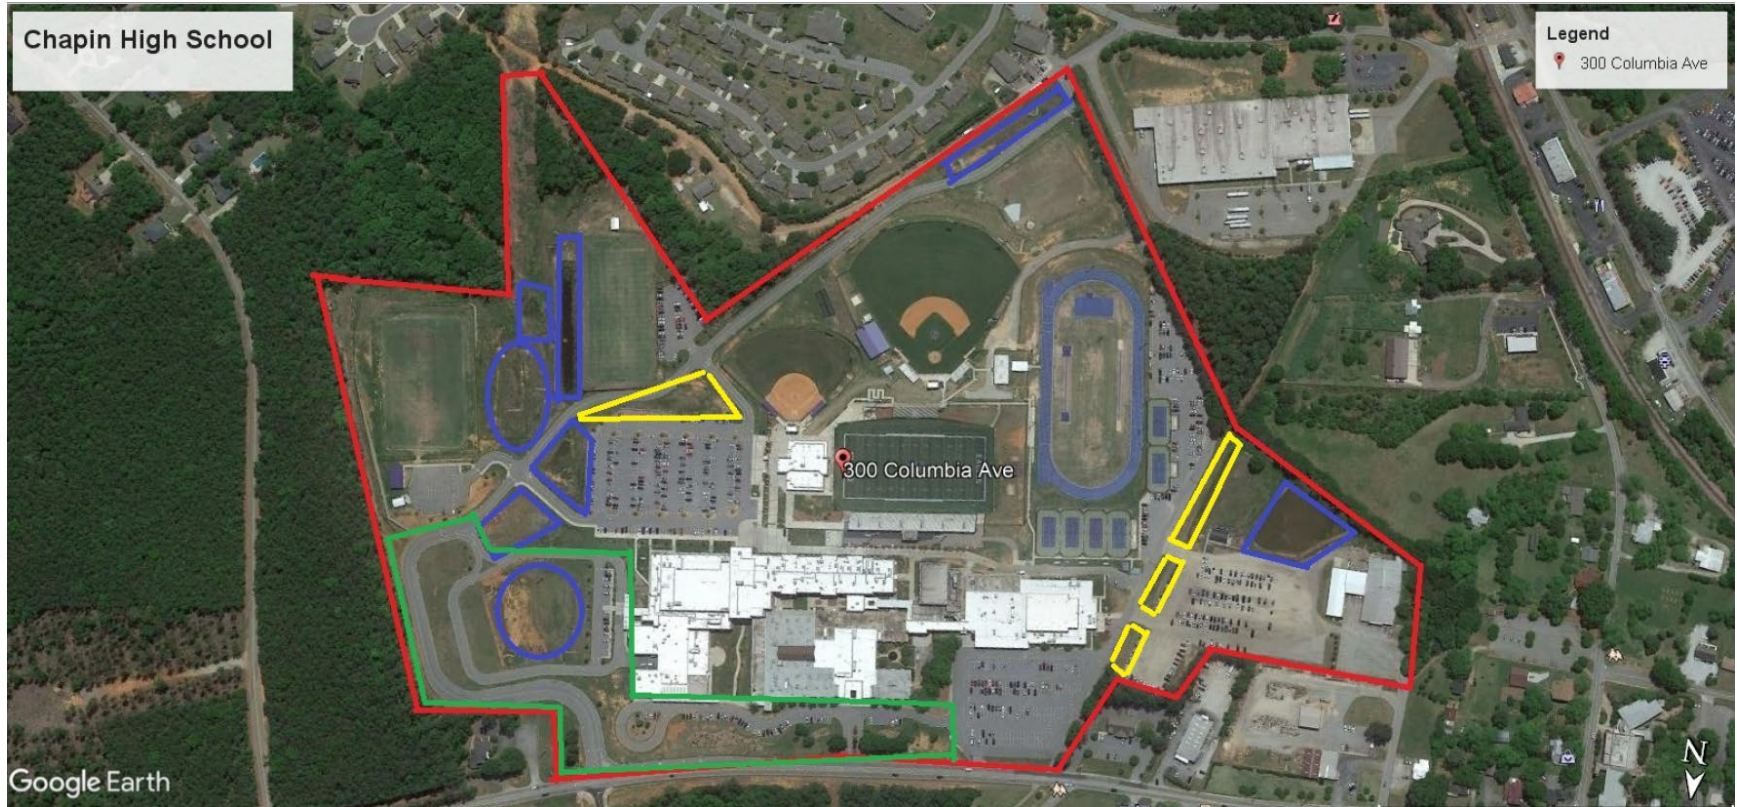 Chapin High School
Legend
300 Columbia Ave
300 Columbia Ave
Google Earth
N